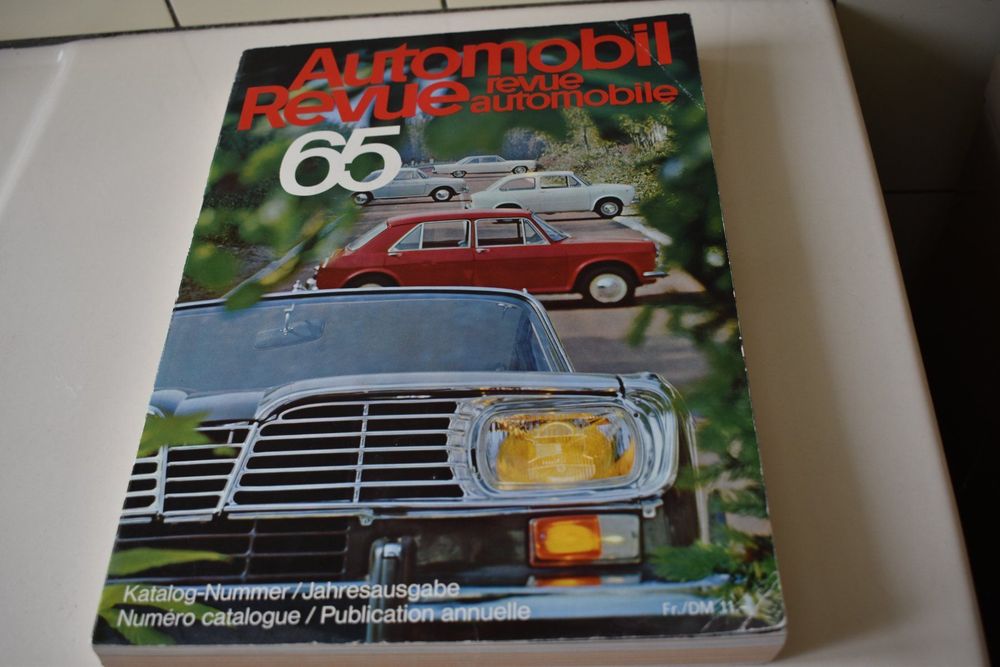 Automobil
Revue revue
automobile
65
Katalog-Nummer/Jahresausgabe
Numéro catalogue / Publication annuelle
Fr./DM 11.